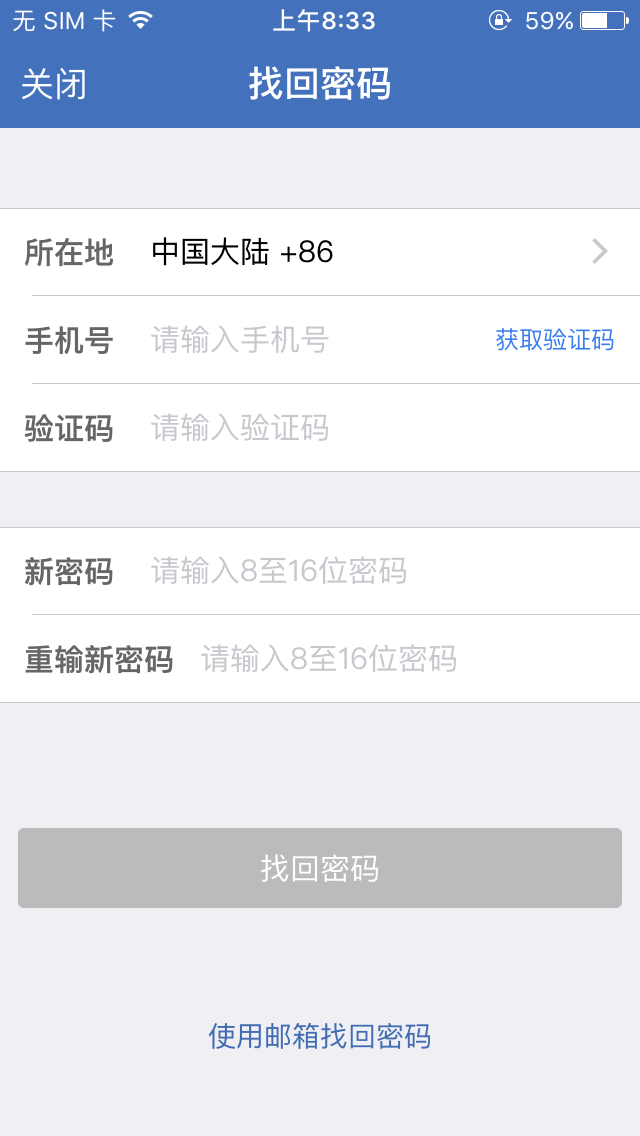 无 SIM 卡 上午8:33 59%
关闭 找回密码
所在地 中国大陆 +86
手机号 请输入手机号 获取验证码
验证码 请输入验证码
新密码 请输入8至16位密码
重输新密码 请输入8至16位密码
找回密码
使用邮箱找回密码